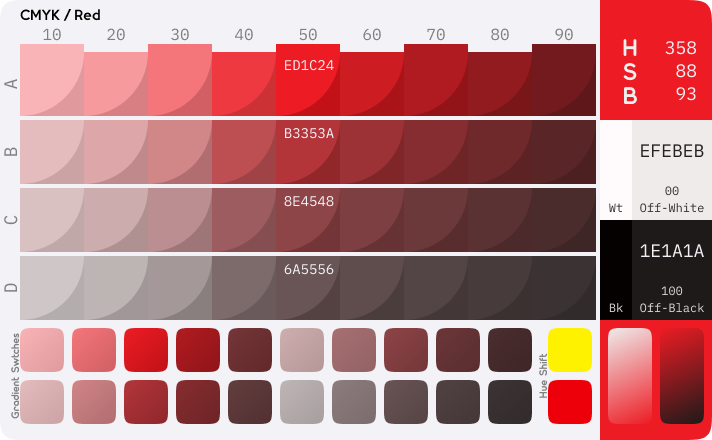 CMYK / Red
10 20 30 40 50 60 70 80 90
A ED1C24
B B3353A
C 8E4548
D 6A5556
H 358
S 88
B 93
EFEBEB
00
Wt Off-White
1E1A1A
100
Bk Off-Black
Gradient Swtches
Hue Shift